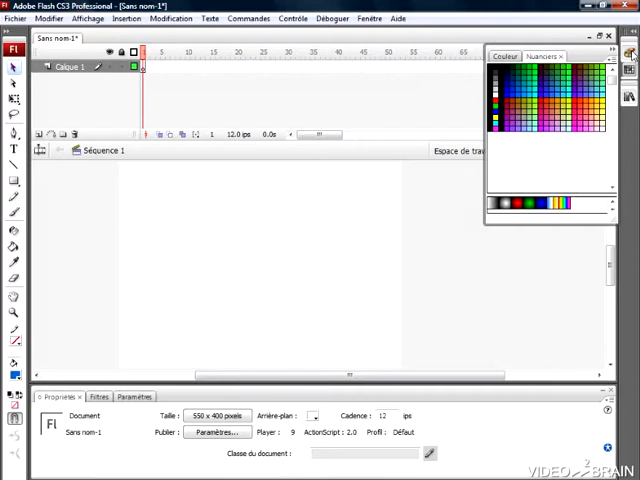 Adobe Flash CS3 Professional - [Sans nom-1*]
Fichier Modifier Affichage Insertion Modification Texte Commandes Contrôle Déboguer Fenêtre Aide
Sans nom-1*
Calque 1
1 5 10 15 20 25 30 35 40 45 50 55 60 65
1 12.0 ips 0.0s
Séquence 1
Espace de trava
Couleur Nuanciers
Propriétés Filtres Paramètres
Fl
Document
Sans nom-1
Taille : 550 x 400 pixels Arrière-plan : Cadence : 12 ips
Publier : Paramètres... Player : 9 ActionScript : 2.0 Profil : Défaut
Classe du document :
VIDEO2BRAIN